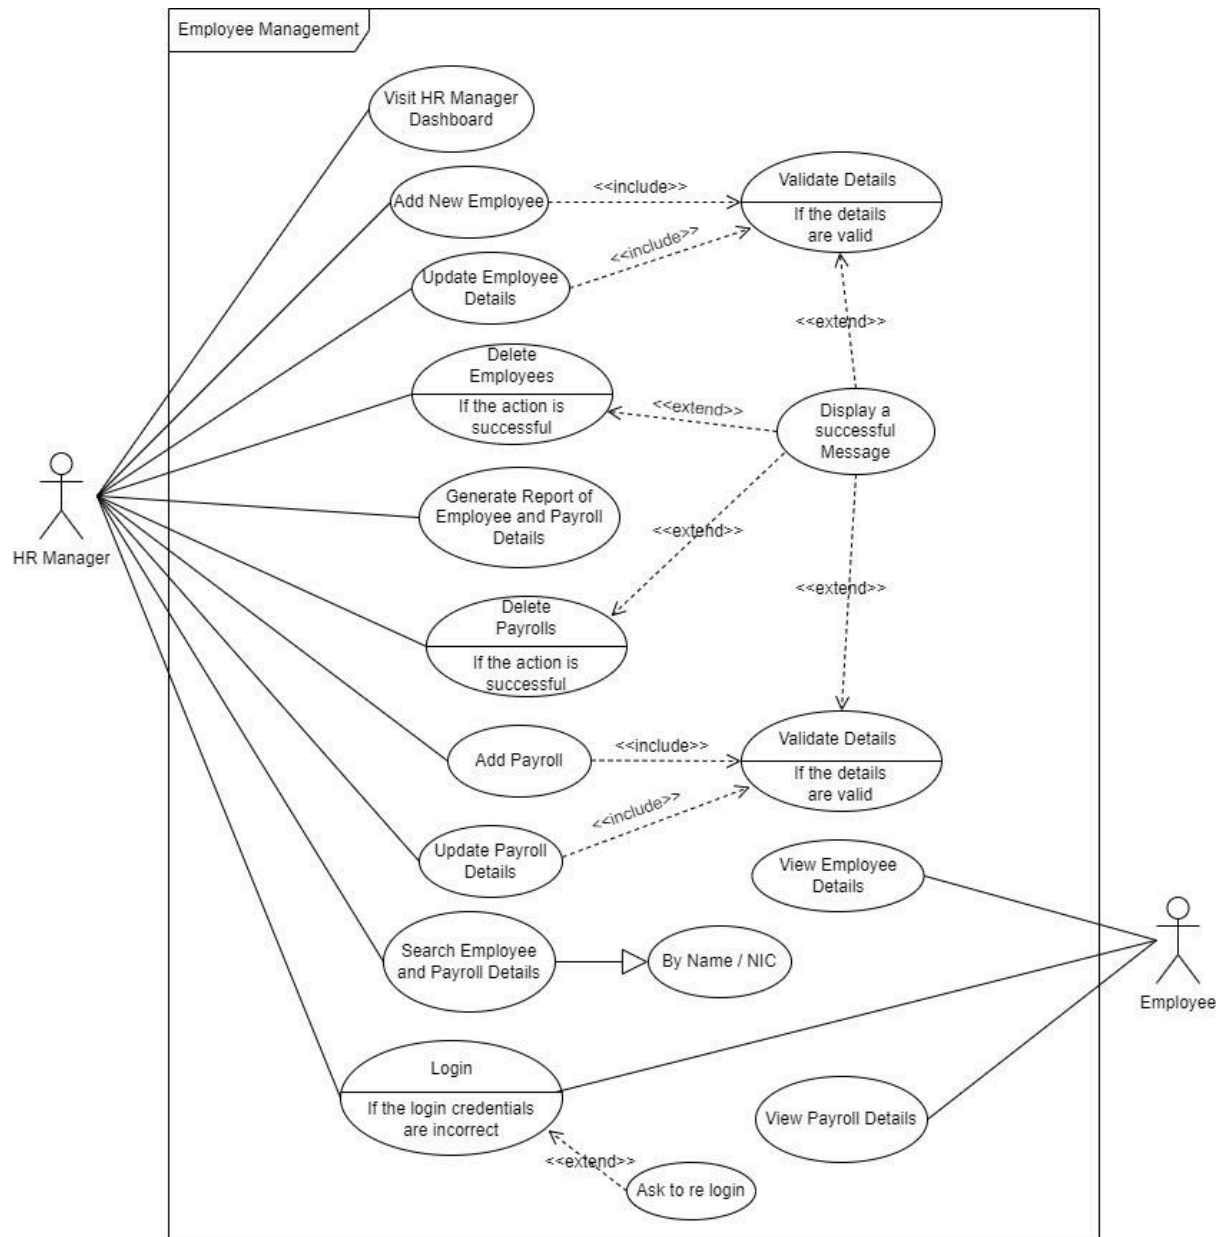 Employee Management
Visit HR Manager
Dashboard
Add New Employee
<<include>>
Validate Details
If the details
are valid
Update Employee
Details
<<include>>
<<extend>>
Delete
Employees
If the action is
successful
<<extend>>
Display a
successful
Message
HR Manager
Generate Report of
Employee and Payroll
Details
<<extend>>
<<extend>>
Delete
Payrolls
If the action is
successful
Add Payroll
<<include>>
Validate Details
If the details
are valid
Update Payroll
Details
<<include>>
View Employee
Details
Search Employee
and Payroll Details
By Name / NIC
Employee
Login
If the login credentials
are incorrect
View Payroll Details
<<extend>>
Ask to re login